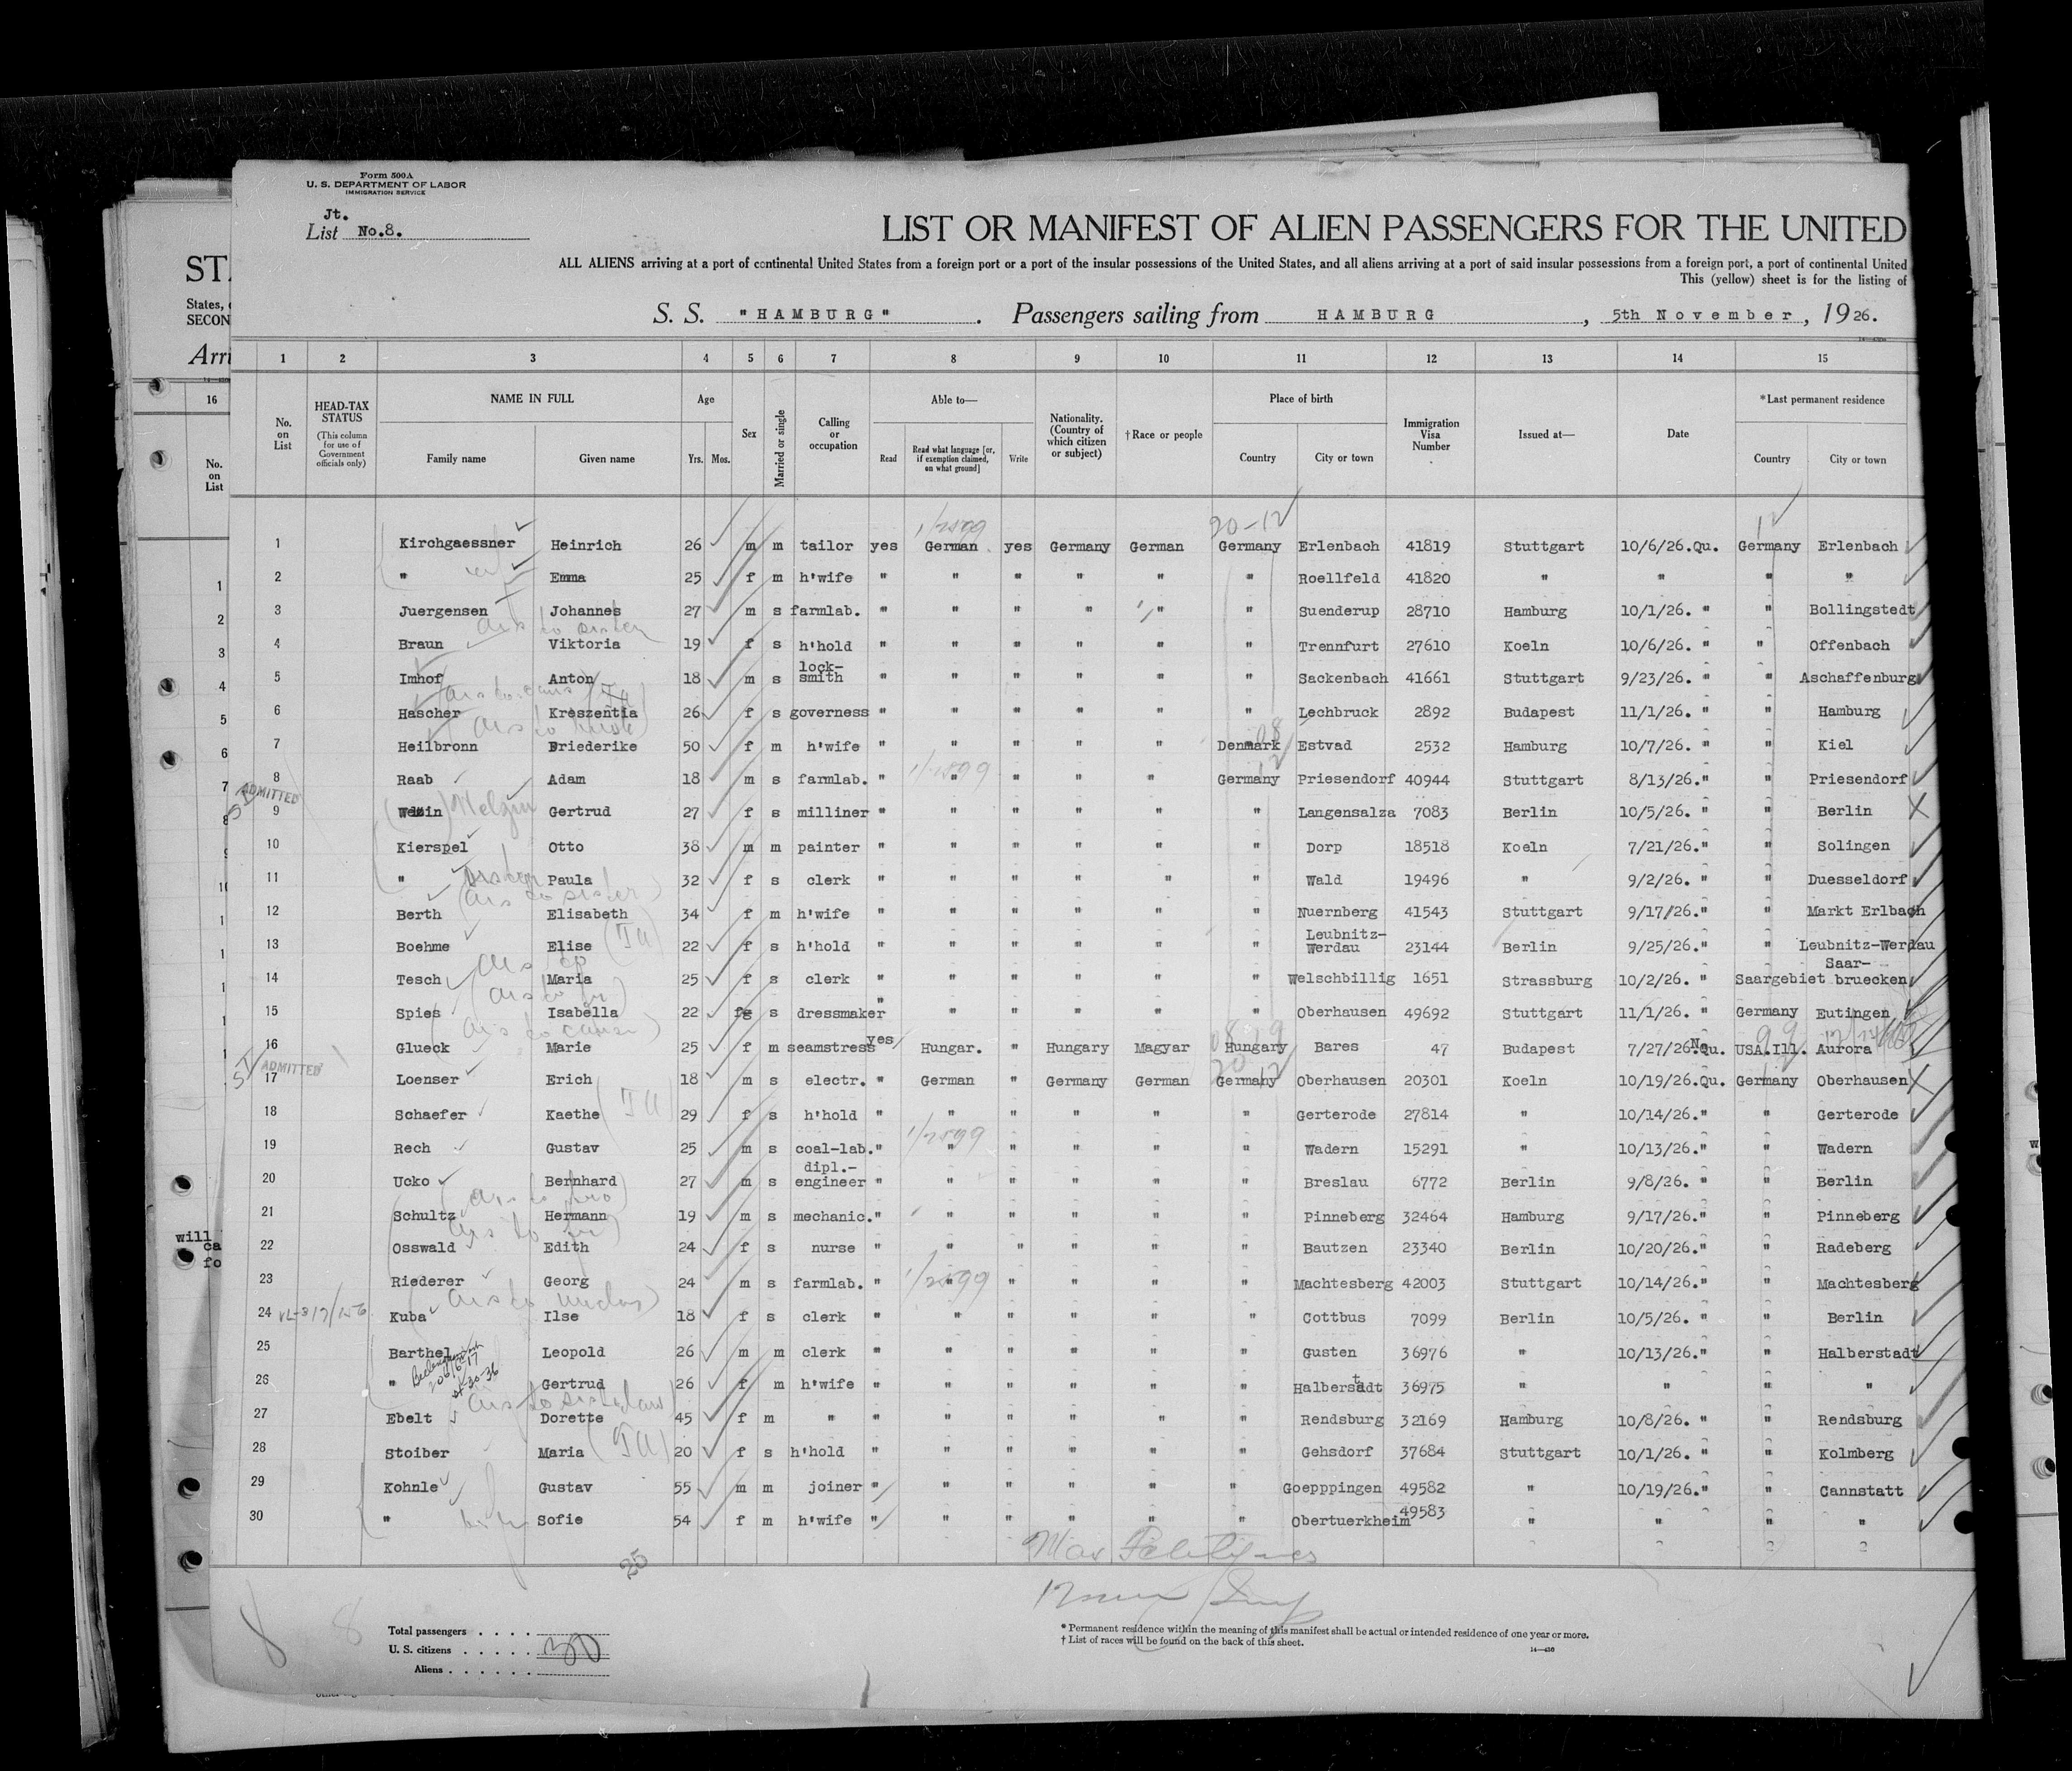 Form 500A
U. S. DEPARTMENT OF LABOR
IMMIGRATION SERVICE
Jt.
List No.8.
LIST OR MANIFEST OF ALIEN PASSENGERS FOR THE UNITED
ALL ALIENS arriving at a port of continental United States from a foreign port or a port of the insular possessions of the United States, and all aliens arriving at a port of said insular possessions from a foreign port, a port of continental United
This (yellow) sheet is for the listing of
S. S. "HAMBURG". Passengers sailing from HAMBURG, 5th November, 1926.
1 2 3 4 5 6 7 8 9 10 11 12 13 14 15
No. on List
HEAD-TAX STATUS (This column for use of Government officials only)
NAME IN FULL
Family name Given name
Age
Yrs. Mos.
Sex
Married or single
Calling or occupation
Able to—
Read Read what language [or, if exemption claimed, on what ground] Write
Nationality. (Country of which citizen or subject)
†Race or people
Place of birth
Country City or town
Immigration Visa Number
Issued at—
Date
*Last permanent residence
Country City or town
1 Kirchgaessner Heinrich 26 m m tailor yes German yes Germany German Germany Erlenbach 41819 Stuttgart 10/6/26.Qu. Germany Erlenbach
2 " Emma 25 f m h'wife " " " " " " Roellfeld 41820 " " " "
3 Juergensen Johannes 27 m s farmlab. " " " " " " Suenderup 28710 Hamburg 10/1/26. " " Bollingstedt
4 Braun Viktoria 19 f s h'hold " " " " " " Trennfurt 27610 Koeln 10/6/26. " " Offenbach
5 Imhof Anton 18 m s lock-smith " " " " " " Sackenbach 41661 Stuttgart 9/23/26. " " Aschaffenburg
6 Hascher Kreszentia 26 f s governess " " " " " " Lechbruck 2892 Budapest 11/1/26. " " Hamburg
7 Heilbronn Friederike 50 f m h'wife " " " " " Denmark Estvad 2532 Hamburg 10/7/26. " " Kiel
8 Raab Adam 18 m s farmlab. " " " " " Germany Priesendorf 40944 Stuttgart 8/13/26." " Priesendorf
ADMITTED
9 Gertrud 27 f s milliner " " " " " " Langensalza 7083 Berlin 10/5/26. " " Berlin
10 Kierspel Otto 38 m m painter " " " " " " Dorp 18518 Koeln 7/21/26." " Solingen
11 " Paula 32 f s clerk " " " " " " Wald 19496 " 9/2/26. " " Duesseldorf
12 Berth Elisabeth 34 f m h'wife " " " " " " Nuernberg 41543 Stuttgart 9/17/26." " Markt Erlbach
13 Boehme Elise 22 f s h'hold " " " " " " Leubnitz-Werdau 23144 Berlin 9/25/26." " Leubnitz-Werdau
14 Tesch Maria 25 f s clerk " " " " " " Welschbillig 1651 Strassburg 10/2/26. " Saargebiet Saar-bruecken
15 Spies Isabella 22 s dressmaker " " " " " " Oberhausen 49692 Stuttgart 11/1/26. " Germany Eutingen
16 Glueck Marie 25 f m seamstress yes Hungar. " Hungary Magyar Hungary Bares 47 Budapest 7/27/26.No.Qu. USA.Ill. Aurora
ADMITTED
17 Loenser Erich 18 m s electr. " German " Germany German Germany Oberhausen 20301 Koeln 10/19/26.Qu. Germany Oberhausen
18 Schaefer Kaethe 29 f s h'hold " " " " " " Gerterode 27814 " 10/14/26." " Gerterode
19 Rech Gustav 25 m s coal-lab." " " " " " Wadern 15291 " 10/13/26." " Wadern
20 Ucko Bernhard 27 m s dipl.-engineer " " " " " " Breslau 6772 Berlin 9/8/26. " " Berlin
21 Schultz Hermann 19 m s mechanic." " " " " " Pinneberg 32464 Hamburg 9/17/26." " Pinneberg
22 Osswald Edith 24 f s nurse " " " " " " Bautzen 23340 Berlin 10/20/26." " Radeberg
23 Riederer Georg 24 m s farmlab. " " " " " " Machtesberg 42003 Stuttgart 10/14/26." " Machtesberg
24 Kuba Ilse 18 f s clerk " " " " " " Cottbus 7099 Berlin 10/5/26. " " Berlin
25 Barthel Leopold 26 m m clerk " " " " " " Gusten 36976 " 10/13/26." " Halberstadt
26 " Gertrud 26 f m h'wife " " " " " " Halberstadt 36975 " " " "
27 Ebelt Dorette 45 f m " " " " " " " Rendsburg 32169 Hamburg 10/8/26. " " Rendsburg
28 Stoiber Maria 20 f s h'hold " " " " " " Gehsdorf 37684 Stuttgart 10/1/26. " " Kolmberg
29 Kohnle Gustav 55 m m joiner " " " " " " Goepppingen 49582 " 10/19/26." " Cannstatt
30 " Sofie 54 f m h'wife " " " " " " Obertuerkheim 49583 " " " "
25
Total passengers
U. S. citizens 30
Aliens
* Permanent residence within the meaning of this manifest shall be actual or intended residence of one year or more.
† List of races will be found on the back of this sheet.
14—430